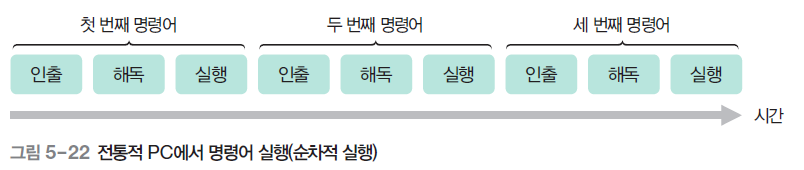 첫 번째 명령어 두 번째 명령어 세 번째 명령어
인출 해독 실행 인출 해독 실행 인출 해독 실행
시간
그림 5-22 전통적 PC에서 명령어 실행(순차적 실행)